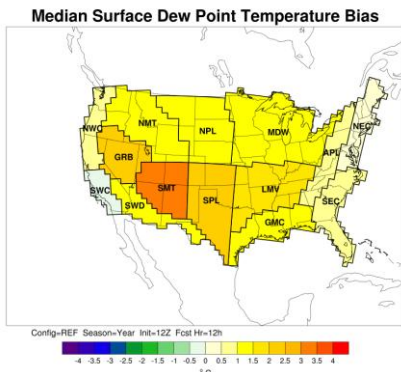 Median Surface Dew Point Temperature Bias
NWC
NMT
NPL
MDW
NEC
GRB
APL
SWC
SMT
LMV
SWD
SPL
SEC
GMC
Config=REF Season=Year Init=12Z Fcst Hr=12h
-4 -3.5 -3 -2.5 -2 -1.5 -1 -0.5 0 0.5 1 1.5 2 2.5 3 3.5 4
° C